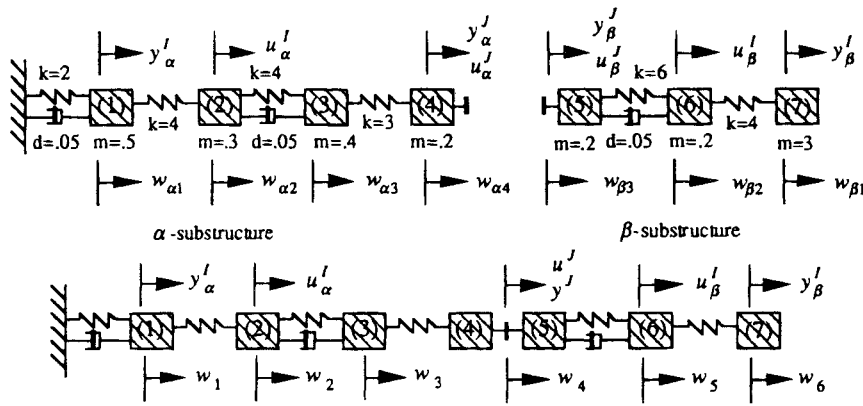 y_α^I u_α^I y_α^J y_β^J u_β^I y_β^I
u_α^J u_β^J
k=2 k=4 k=6
(1) (2) (3) (4) (5) (6) (7)
k=4 k=3 k=4
d=.05 m=.5 m=.3 d=.05 m=.4 m=.2 m=.2 d=.05 m=.2 m=3
w_α1 w_α2 w_α3 w_α4 w_β3 w_β2 w_β1
α-substructure β-substructure
y_α^I u_α^I u^J u_β^I y_β^I
y^J
(1) (2) (3) (4) (5) (6) (7)
w_1 w_2 w_3 w_4 w_5 w_6